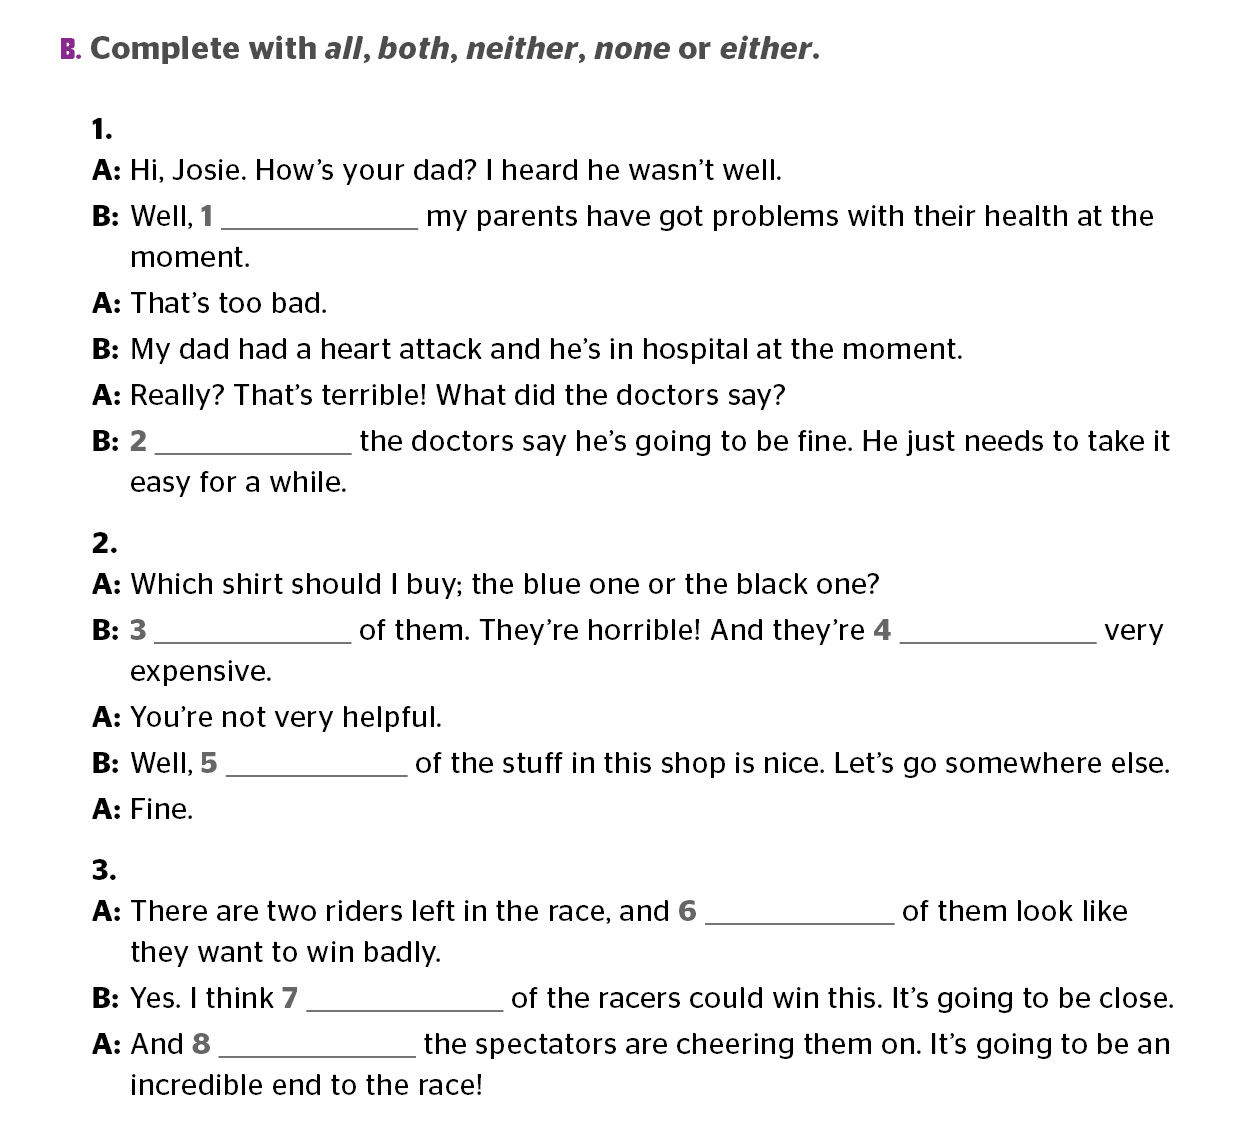 B. Complete with all, both, neither, none or either.
1.
A: Hi, Josie. How’s your dad? I heard he wasn’t well.
B: Well, 1 _____________ my parents have got problems with their health at the
moment.
A: That’s too bad.
B: My dad had a heart attack and he’s in hospital at the moment.
A: Really? That’s terrible! What did the doctors say?
B: 2 _____________ the doctors say he’s going to be fine. He just needs to take it
easy for a while.
2.
A: Which shirt should I buy; the blue one or the black one?
B: 3 _____________ of them. They’re horrible! And they’re 4 _____________ very
expensive.
A: You’re not very helpful.
B: Well, 5 ____________ of the stuff in this shop is nice. Let’s go somewhere else.
A: Fine.
3.
A: There are two riders left in the race, and 6 ____________ of them look like
they want to win badly.
B: Yes. I think 7 _____________ of the racers could win this. It’s going to be close.
A: And 8 _____________ the spectators are cheering them on. It’s going to be an
incredible end to the race!